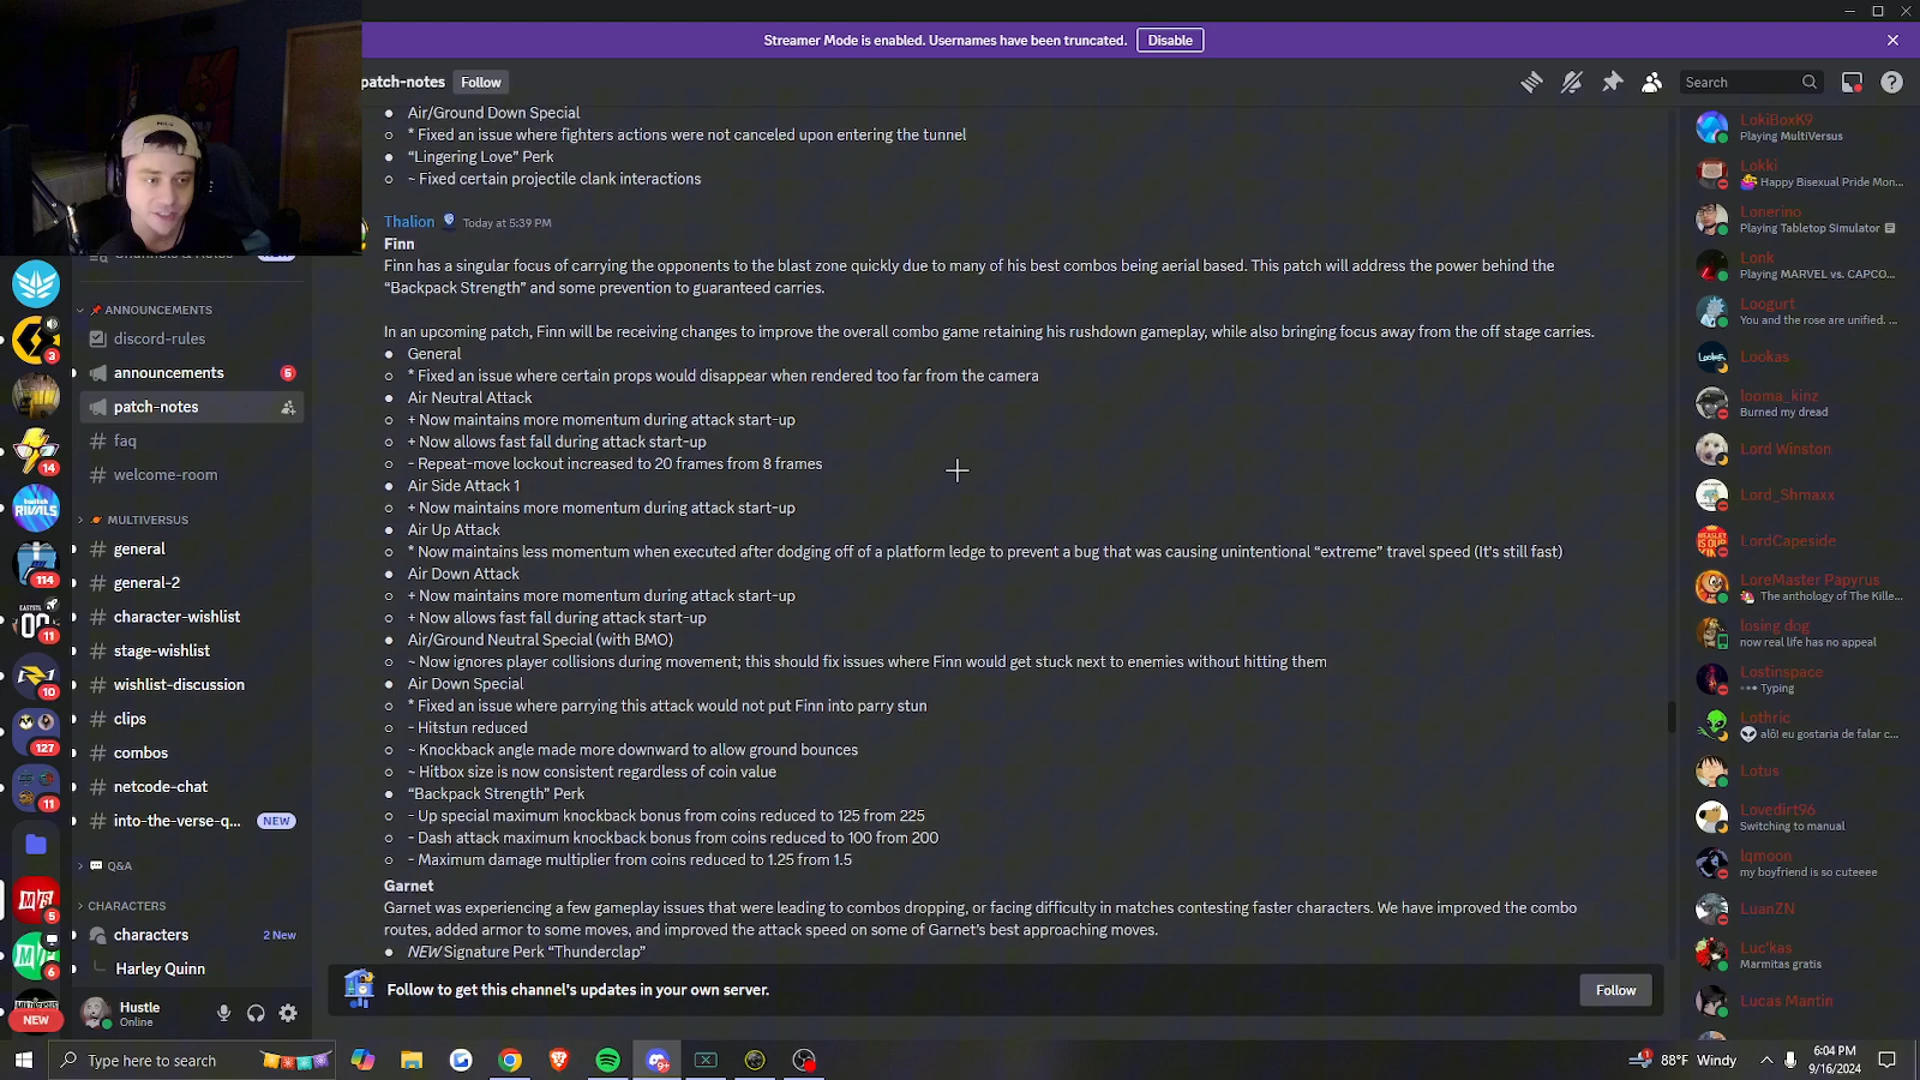 Streamer Mode is enabled. Usernames have been truncated.
Disable
patch-notes
Follow
Search
● Air/Ground Down Special
○ * Fixed an issue where fighters actions were not canceled upon entering the tunnel
● “Lingering Love” Perk
○ ~ Fixed certain projectile clank interactions
Thalion Today at 5:39 PM
Finn
Finn has a singular focus of carrying the opponents to the blast zone quickly due to many of his best combos being aerial based. This patch will address the power behind the
“Backpack Strength” and some prevention to guaranteed carries.
In an upcoming patch, Finn will be receiving changes to improve the overall combo game retaining his rushdown gameplay, while also bringing focus away from the off stage carries.
● General
○ * Fixed an issue where certain props would disappear when rendered too far from the camera
● Air Neutral Attack
○ + Now maintains more momentum during attack start-up
○ + Now allows fast fall during attack start-up
○ - Repeat-move lockout increased to 20 frames from 8 frames
● Air Side Attack 1
○ + Now maintains more momentum during attack start-up
● Air Up Attack
○ * Now maintains less momentum when executed after dodging off of a platform ledge to prevent a bug that was causing unintentional “extreme” travel speed (It's still fast)
● Air Down Attack
○ + Now maintains more momentum during attack start-up
○ + Now allows fast fall during attack start-up
● Air/Ground Neutral Special (with BMO)
○ ~ Now ignores player collisions during movement; this should fix issues where Finn would get stuck next to enemies without hitting them
● Air Down Special
○ * Fixed an issue where parrying this attack would not put Finn into parry stun
○ - Hitstun reduced
○ ~ Knockback angle made more downward to allow ground bounces
○ ~ Hitbox size is now consistent regardless of coin value
● “Backpack Strength” Perk
○ - Up special maximum knockback bonus from coins reduced to 125 from 225
○ - Dash attack maximum knockback bonus from coins reduced to 100 from 200
○ - Maximum damage multiplier from coins reduced to 1.25 from 1.5
Garnet
Garnet was experiencing a few gameplay issues that were leading to combos dropping, or facing difficulty in matches contesting faster characters. We have improved the combo
routes, added armor to some moves, and improved the attack speed on some of Garnet's best approaching moves.
● NEW Signature Perk “Thunderclap”
Follow to get this channel's updates in your own server.
Follow
ANNOUNCEMENTS
discord-rules
announcements 5
patch-notes
faq
welcome-room
MULTIVERSUS
general
general-2
character-wishlist
stage-wishlist
wishlist-discussion
clips
combos
netcode-chat
into-the-verse-q... NEW
Q&A
CHARACTERS
characters 2 New
Harley Quinn
Hustle
Online
3
14
twitch
RIVALS
114
11
10
127
11
5
6
NEW
LokiBoxK9
Playing MultiVersus
Lokki
Happy Bisexual Pride Mon...
Lonerino
Playing Tabletop Simulator
Lonk
Playing MARVEL vs. CAPCO...
Loogurt
You and the rose are unified. ...
Lookas
looma_kinz
Burned my dread
Lord Winston
Lord_Shmaxx
LordCapeside
LoreMaster Papyrus
The anthology of The Kille...
losing dog
now real life has no appeal
Lostinspace
Typing
Lothric
alô! eu gostaria de falar c...
Lotus
Lovedirt96
Switching to manual
lqmoon
my boyfriend is so cuteeee
LuanZN
Luc'kas
Marmitas gratis
Lucas Mantin
Type here to search
9+
88°F Windy
6:04 PM
9/16/2024